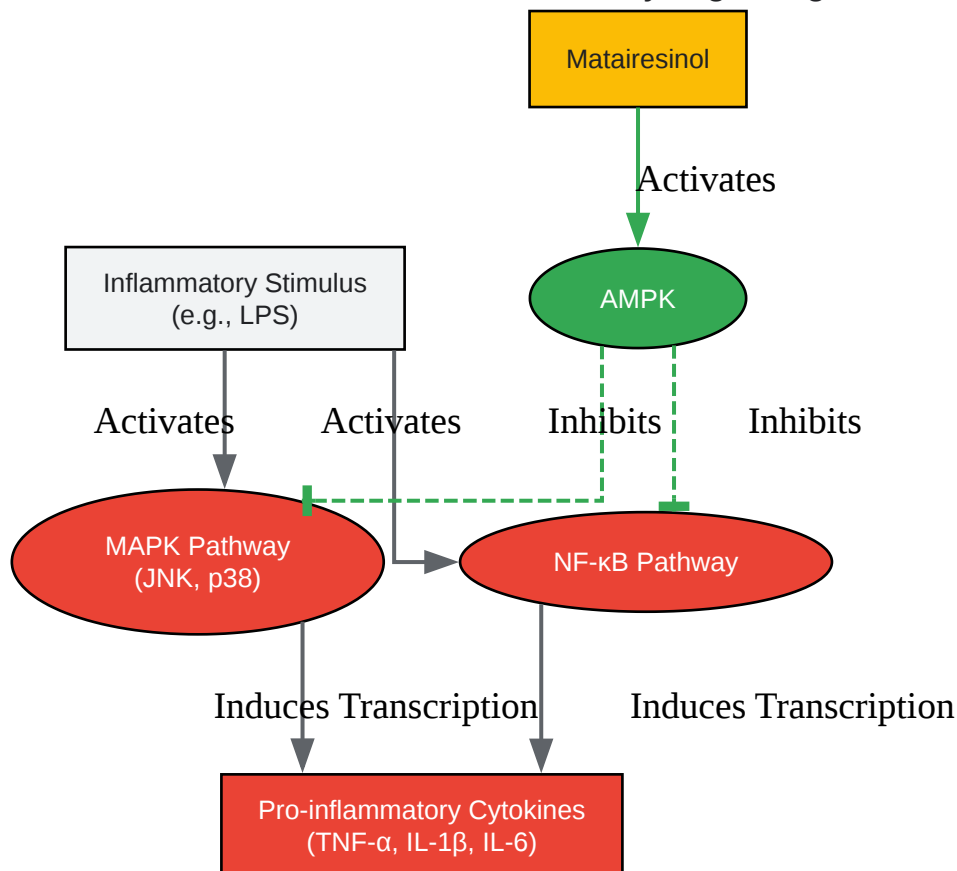 Matairesinol
Activates
Inflammatory Stimulus
(e.g., LPS)
AMPK
Activates
Activates
Inhibits
Inhibits
MAPK Pathway
(JNK, p38)
NF-κB Pathway
Induces Transcription
Induces Transcription
Pro-inflammatory Cytokines
(TNF-α, IL-1β, IL-6)